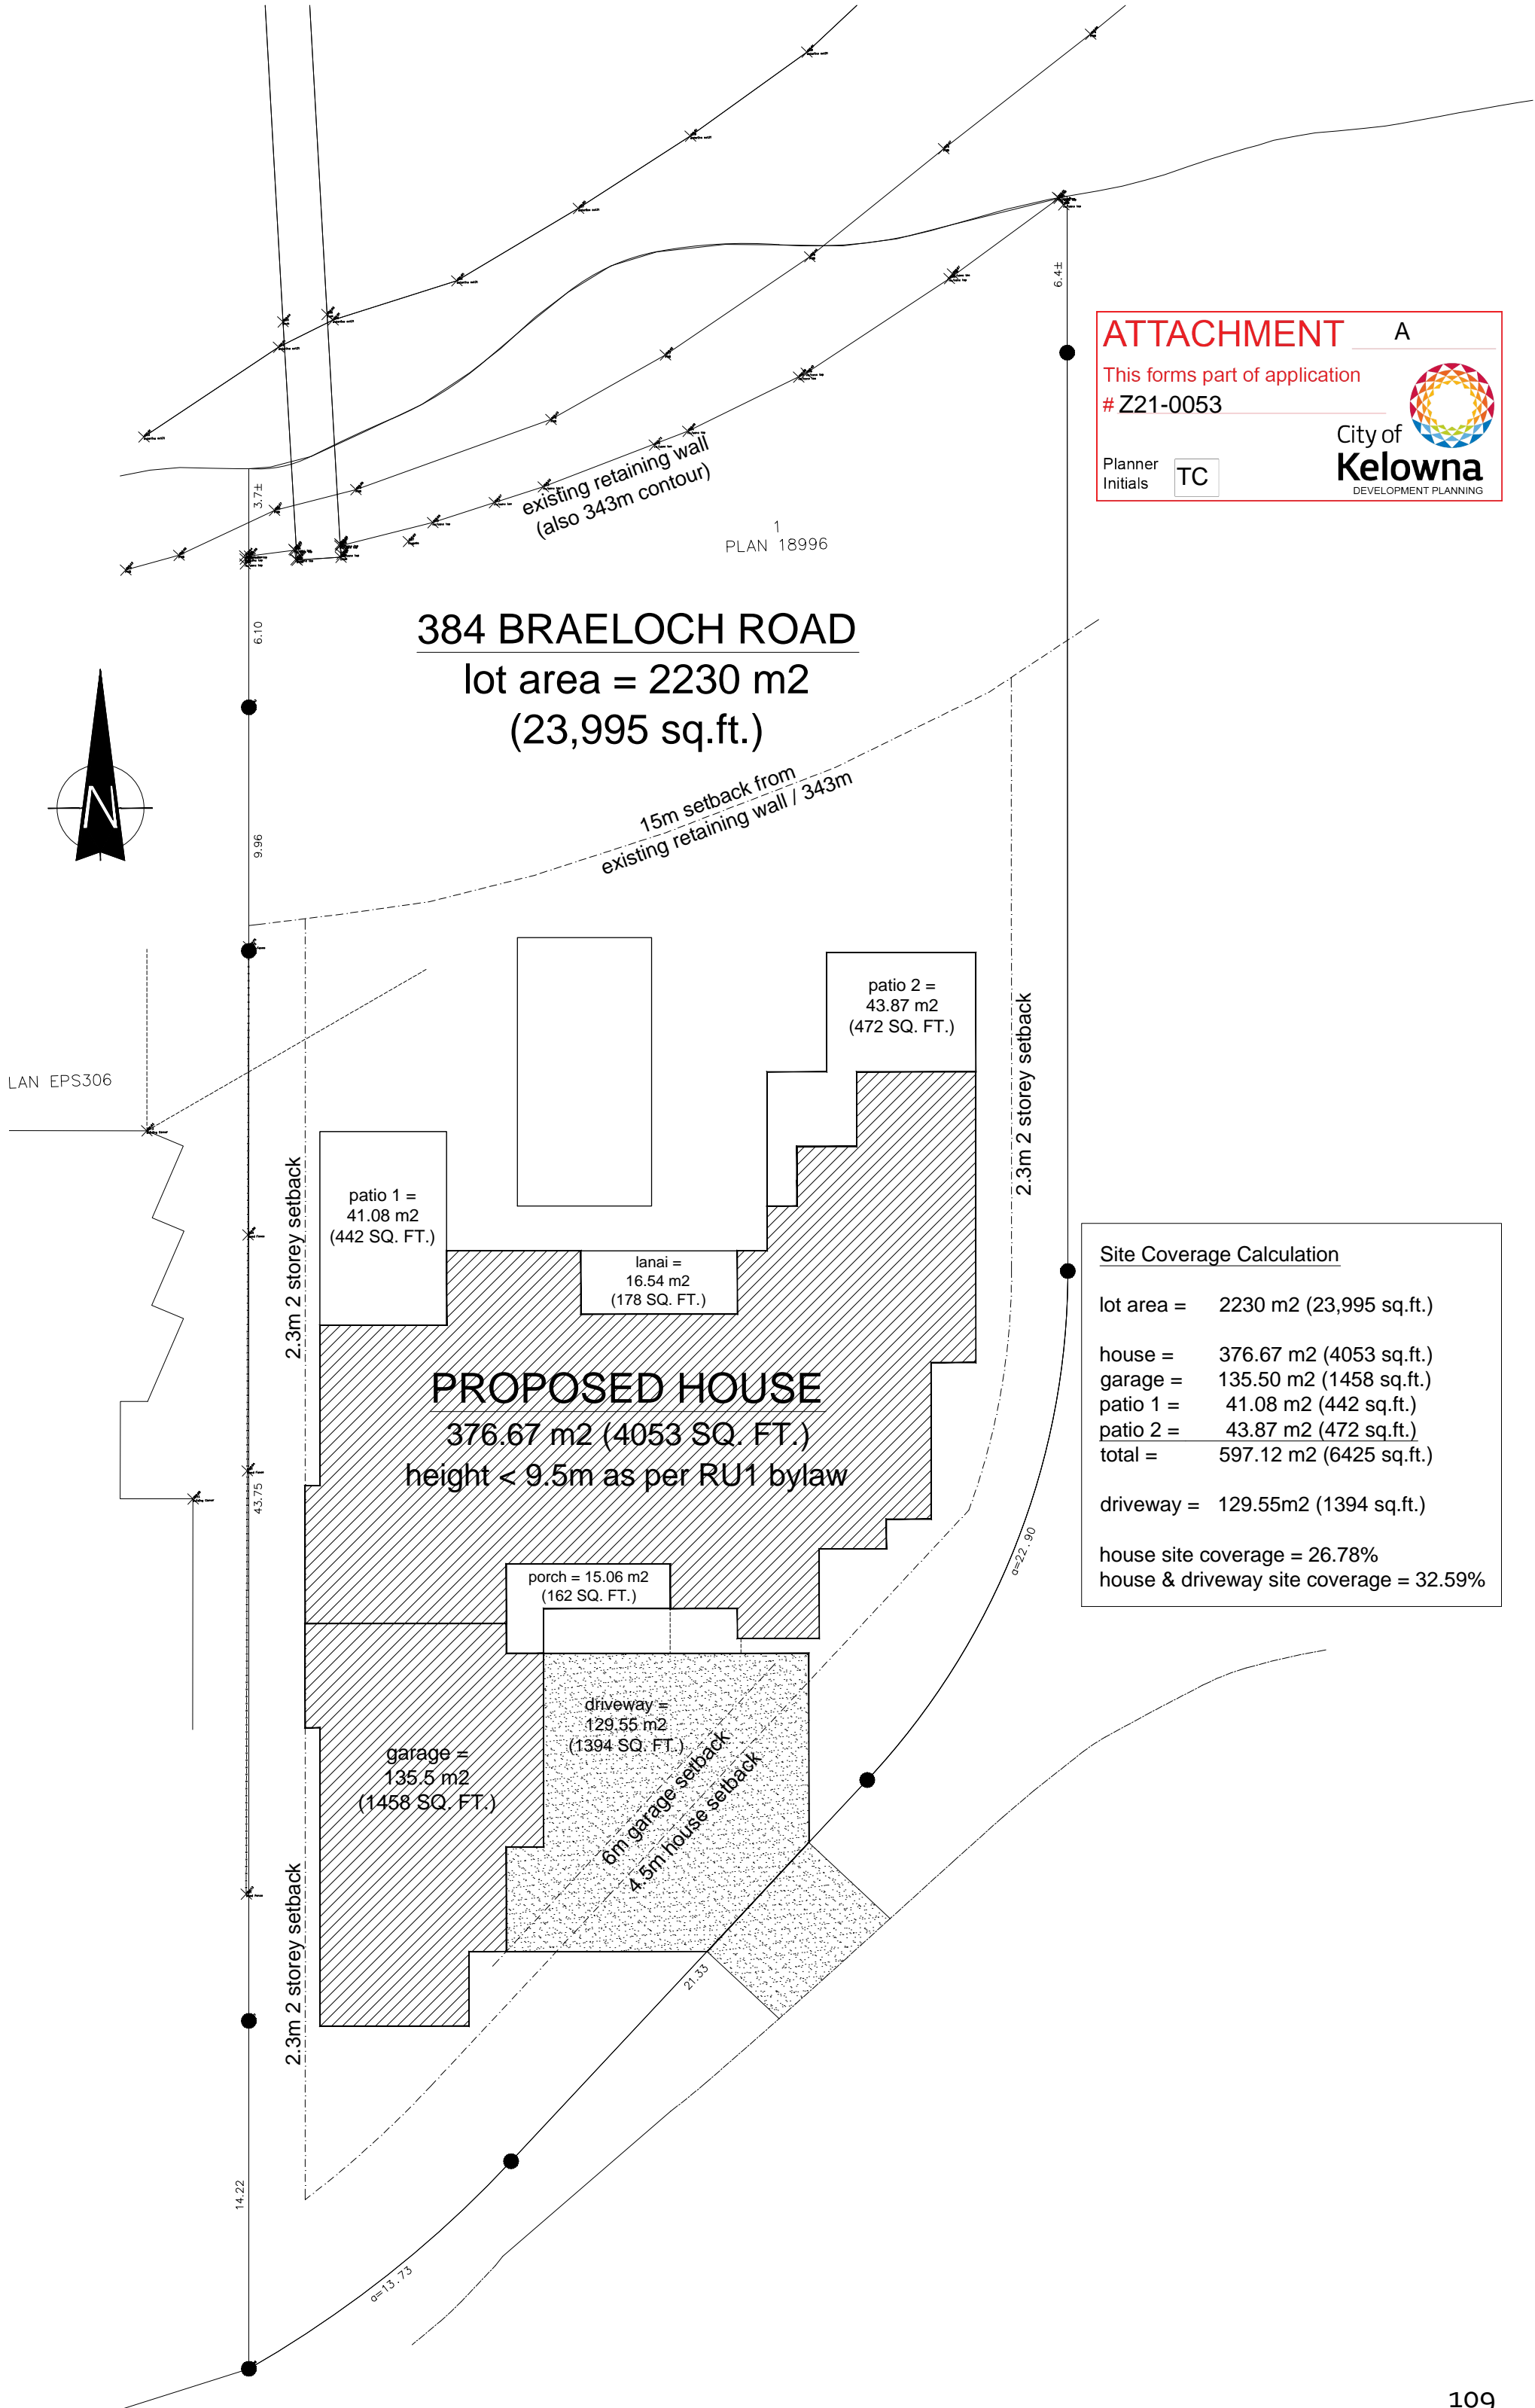 6.4±
ATTACHMENT A
This forms part of application
# Z21-0053
City of
Kelowna
DEVELOPMENT PLANNING
Planner
Initials TC
3.7±
existing retaining wall
(also 343m contour)
1
PLAN 18996
6.10
384 BRAELOCH ROAD
lot area = 2230 m2
(23,995 sq.ft.)
N
9.96
15m setback from
existing retaining wall / 343m
patio 2 =
43.87 m2
(472 SQ. FT.)
2.3m 2 storey setback
LAN EPS306
patio 1 =
41.08 m2
(442 SQ. FT.)
2.3m 2 storey setback
lanai =
16.54 m2
(178 SQ. FT.)
Site Coverage Calculation
lot area = 2230 m2 (23,995 sq.ft.)
house = 376.67 m2 (4053 sq.ft.)
garage = 135.50 m2 (1458 sq.ft.)
patio 1 = 41.08 m2 (442 sq.ft.)
patio 2 = 43.87 m2 (472 sq.ft.)
total = 597.12 m2 (6425 sq.ft.)
driveway = 129.55m2 (1394 sq.ft.)
house site coverage = 26.78%
house & driveway site coverage = 32.59%
PROPOSED HOUSE
376.67 m2 (4053 SQ. FT.)
height < 9.5m as per RU1 bylaw
43.75
a=22.90
porch = 15.06 m2
(162 SQ. FT.)
driveway =
129.55 m2
(1394 SQ. FT.)
garage =
135.5 m2
(1458 SQ. FT.)
6m garage setback
4.5m house setback
2.3m 2 storey setback
21.33
14.22
a=13.73
109